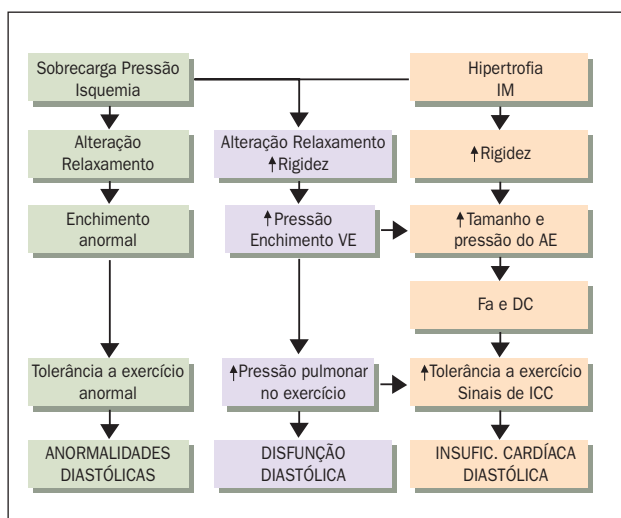 Sobrecarga Pressão
Isquemia
Hipertrofia
IM
Alteração
Relaxamento
Alteração Relaxamento
↑Rigidez
↑Rigidez
Enchimento
anormal
↑Pressão
Enchimento VE
↑Tamanho e
pressão do AE
Fa e DC
Tolerância a exercício
anormal
↑Pressão pulmonar
no exercício
↑Tolerância a exercício
Sinais de ICC
ANORMALIDADES
DIASTÓLICAS
DISFUNÇÃO
DIASTÓLICA
INSUFIC. CARDÍACA
DIASTÓLICA